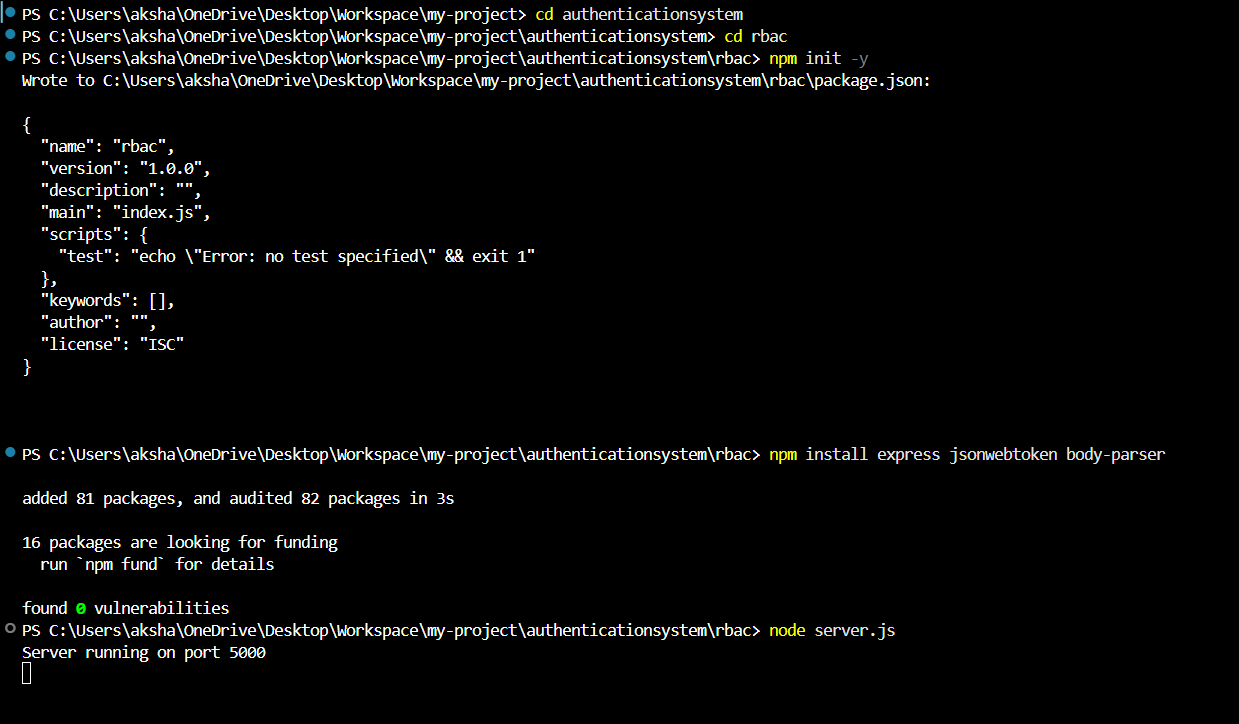 PS C:\Users\aksha\OneDrive\Desktop\Workspace\my-project> cd authenticationsystem
PS C:\Users\aksha\OneDrive\Desktop\Workspace\my-project\authenticationsystem> cd rbac
PS C:\Users\aksha\OneDrive\Desktop\Workspace\my-project\authenticationsystem\rbac> npm init -y
Wrote to C:\Users\aksha\OneDrive\Desktop\Workspace\my-project\authenticationsystem\rbac\package.json:
{
  "name": "rbac",
  "version": "1.0.0",
  "description": "",
  "main": "index.js",
  "scripts": {
    "test": "echo \"Error: no test specified\" && exit 1"
  },
  "keywords": [],
  "author": "",
  "license": "ISC"
}
PS C:\Users\aksha\OneDrive\Desktop\Workspace\my-project\authenticationsystem\rbac> npm install express jsonwebtoken body-parser
added 81 packages, and audited 82 packages in 3s
16 packages are looking for funding
  run `npm fund` for details
found 0 vulnerabilities
PS C:\Users\aksha\OneDrive\Desktop\Workspace\my-project\authenticationsystem\rbac> node server.js
Server running on port 5000